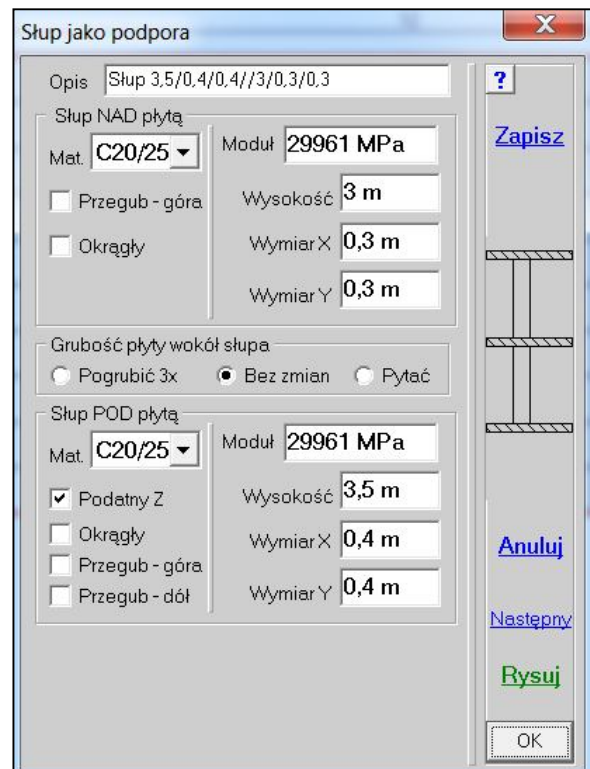 Słup jako podpora
Opis Słup 3,5/0,4/0,4//3/0,3/0,3
?
Zapisz
Słup NAD płytą
Mat. C20/25
Przegub - góra
Okrągły
Moduł 29961 MPa
Wysokość 3 m
Wymiar X 0,3 m
Wymiar Y 0,3 m
Grubość płyty wokół słupa
Pogrubić 3x Bez zmian Pytać
Słup POD płytą
Mat. C20/25
Podatny Z
Okrągły
Przegub - góra
Przegub - dół
Moduł 29961 MPa
Wysokość 3,5 m
Wymiar X 0,4 m
Wymiar Y 0,4 m
Anuluj
Następny
Rysuj
OK